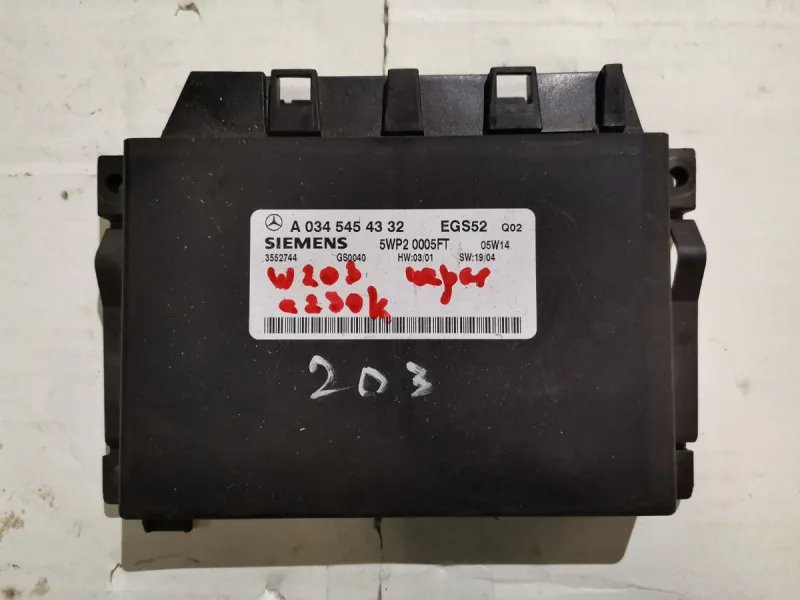 A 034 545 43 32 EGS52 Q02
SIEMENS 5WP2 0005FT 05W14
3552744 GS0040 HW:03/01 SW:19/04
W203
c230k
203